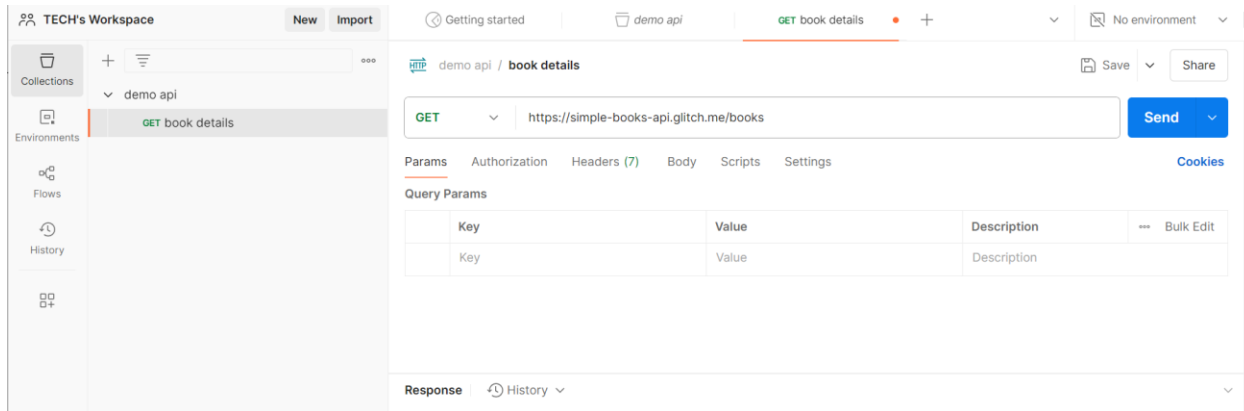 TECH's Workspace
New
Import
Getting started
demo api
GET book details
No environment
Collections
Environments
Flows
History
demo api
GET book details
HTTP demo api / book details
Save
Share
GET
https://simple-books-api.glitch.me/books
Send
Params
Authorization
Headers (7)
Body
Scripts
Settings
Cookies
Query Params
Key
Value
Description
Bulk Edit
Key
Value
Description
Response
History